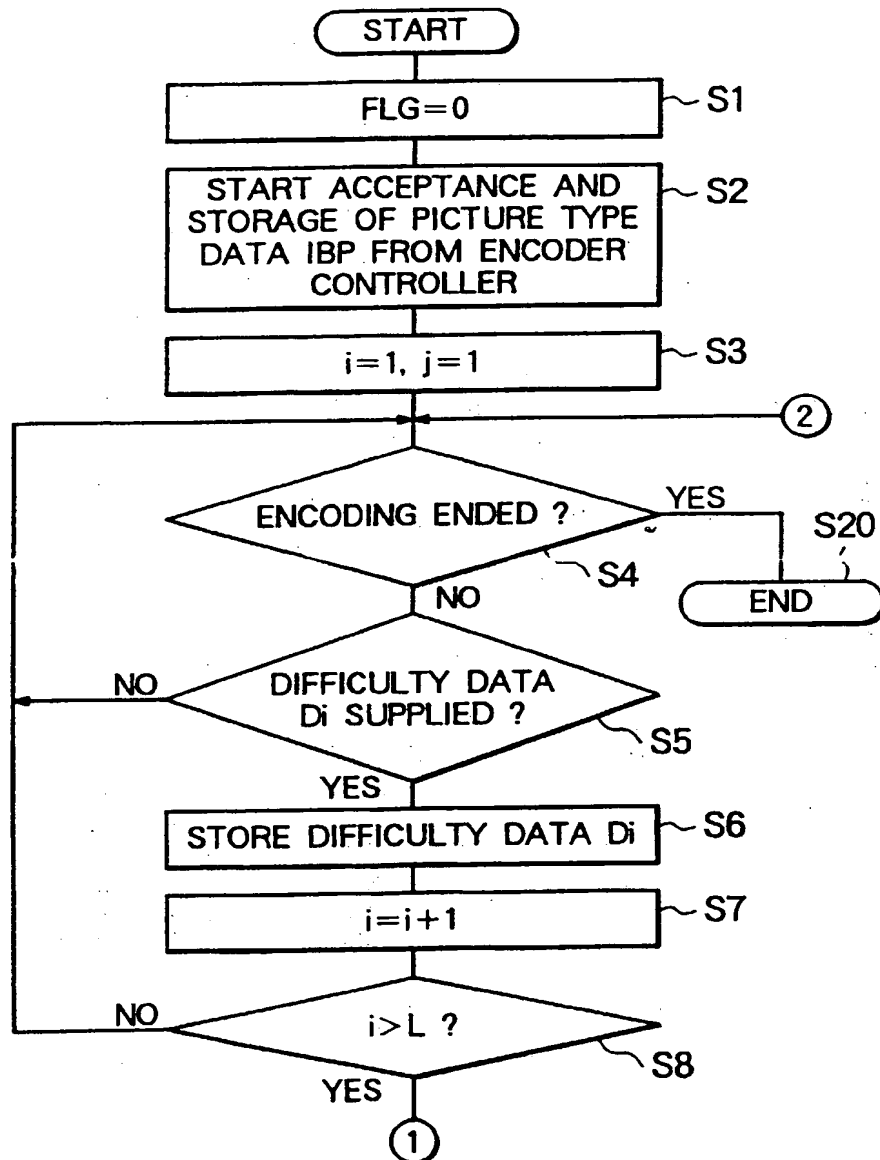 START
FLG=0
S1
START ACCEPTANCE AND
STORAGE OF PICTURE TYPE
DATA IBP FROM ENCODER
CONTROLLER
S2
i=1, j=1
S3
2
ENCODING ENDED ?
YES
S4
S20
END
NO
DIFFICULTY DATA
Di SUPPLIED ?
NO
S5
YES
STORE DIFFICULTY DATA Di
S6
i=i+1
S7
i>L ?
NO
S8
YES
1